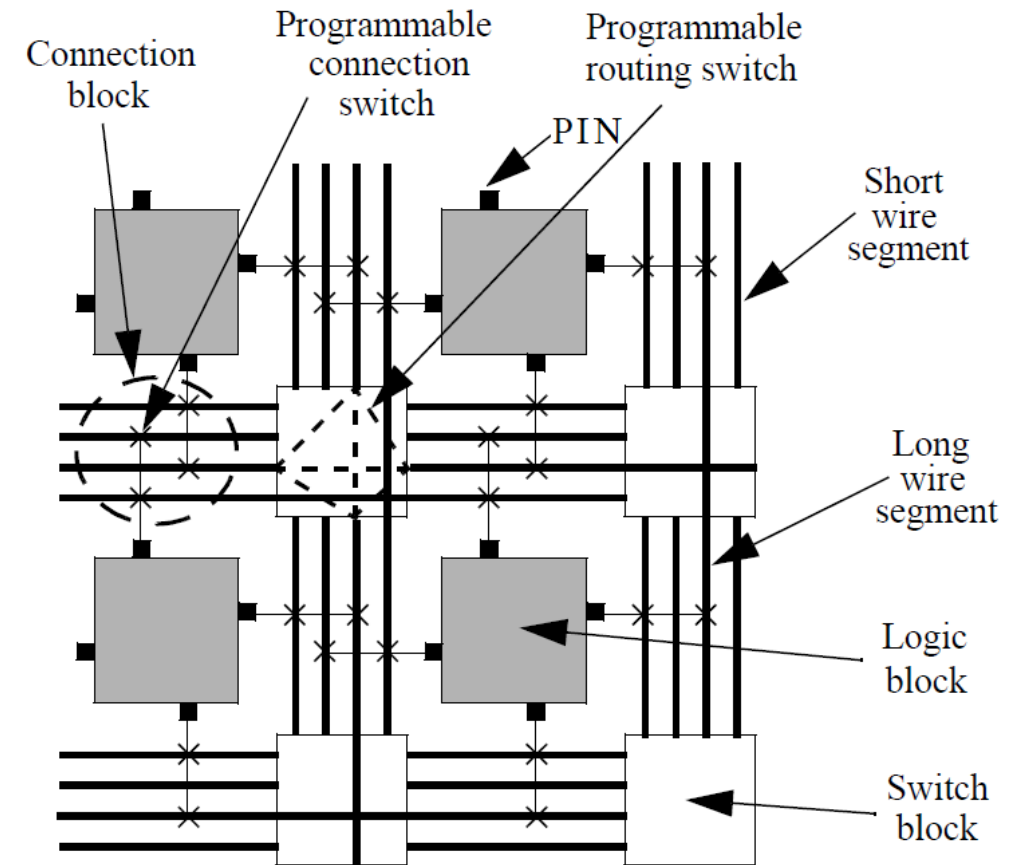 Connection
block
Programmable
connection
switch
Programmable
routing switch
PIN
Short
wire
segment
Long
wire
segment
Logic
block
Switch
block